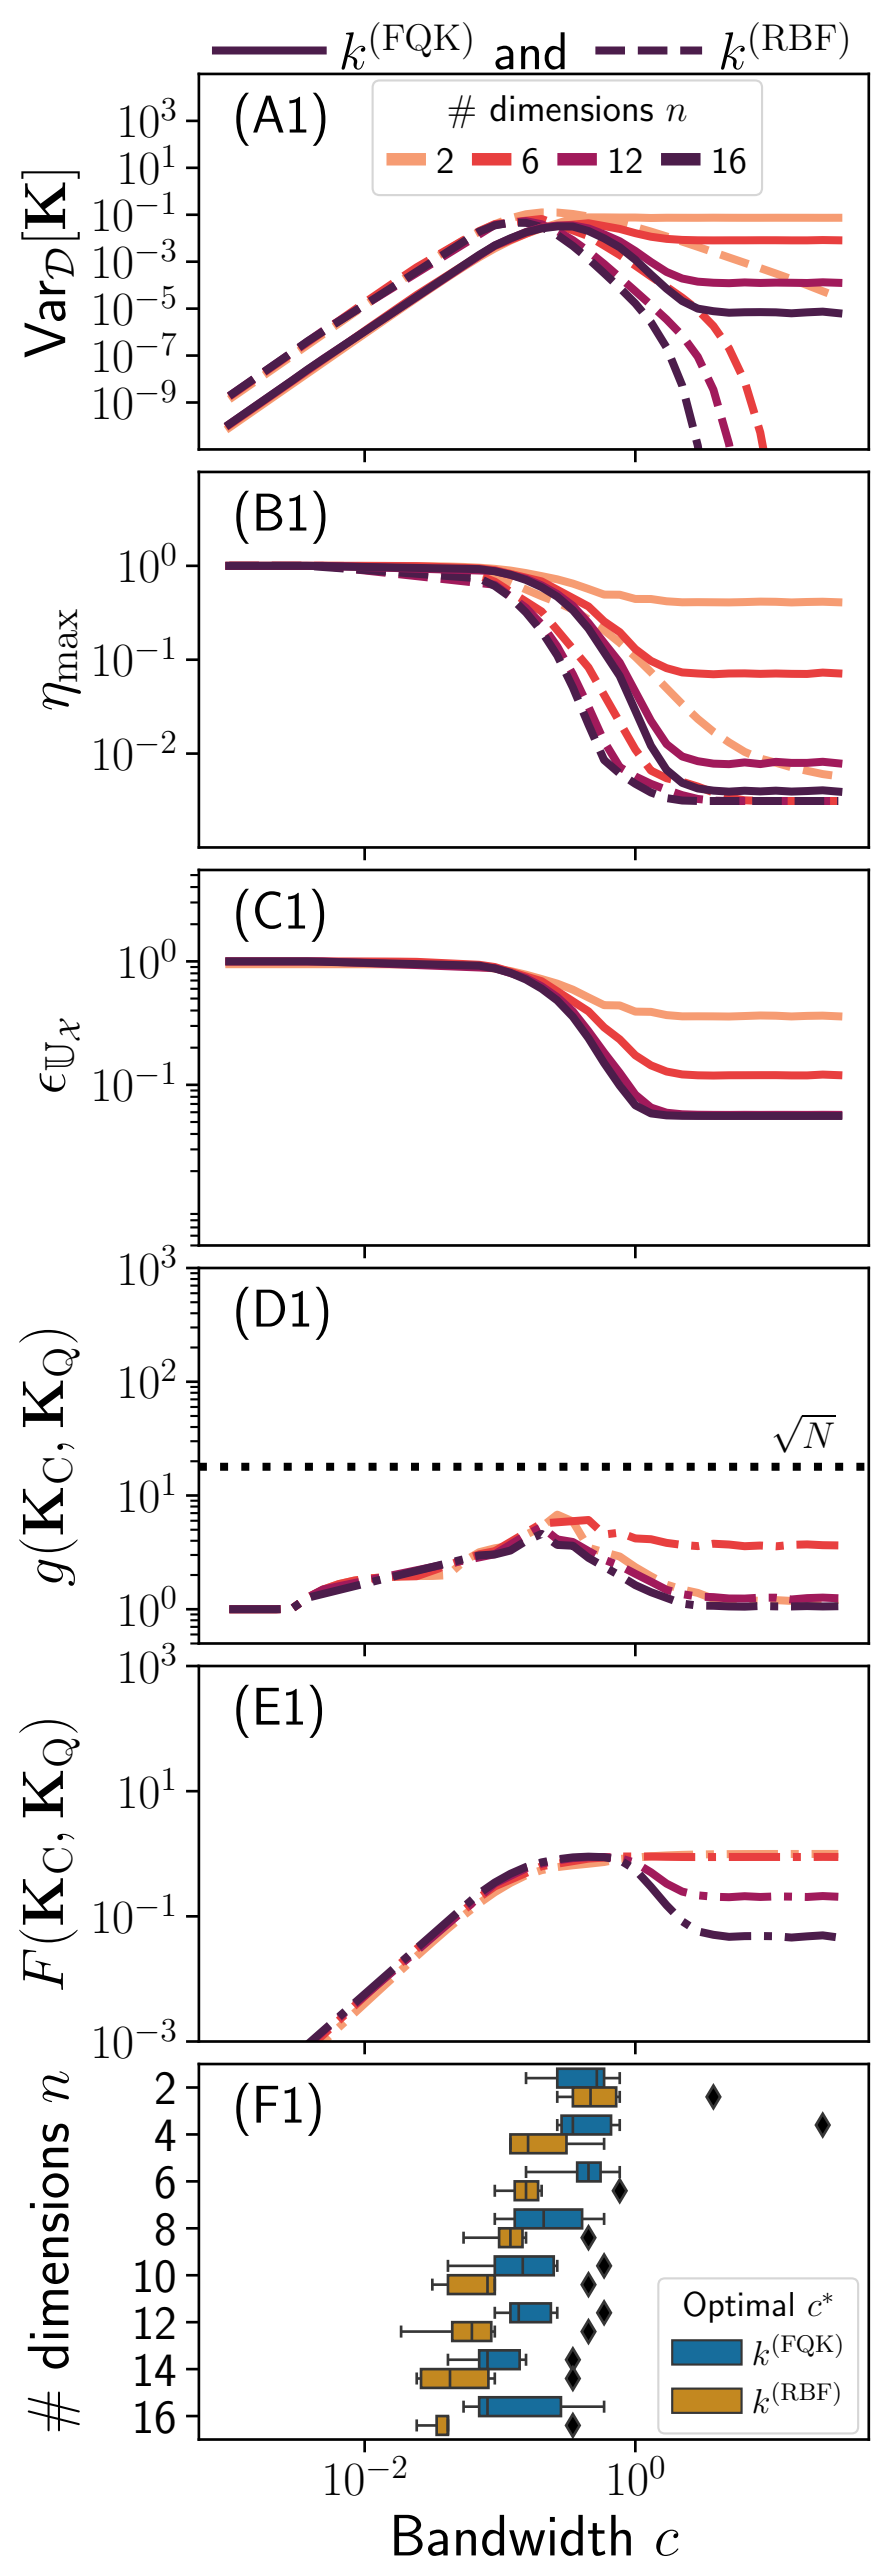 k^(FQK) and k^(RBF)
(A1)
# dimensions n
2 6 12 16
10^3
10^1
10^−1
10^−3
10^−5
10^−7
10^−9
Var_𝒟[K]
(B1)
10^0
10^−1
10^−2
η_max
(C1)
10^0
10^−1
ϵ_𝕌_𝒳
(D1)
10^3
10^2
10^1
10^0
√N
g(K_C, K_Q)
(E1)
10^3
10^1
10^−1
10^−3
F(K_C, K_Q)
(F1)
2
4
6
8
10
12
14
16
# dimensions n
Optimal c*
k^(FQK)
k^(RBF)
10^−2 10^0
Bandwidth c